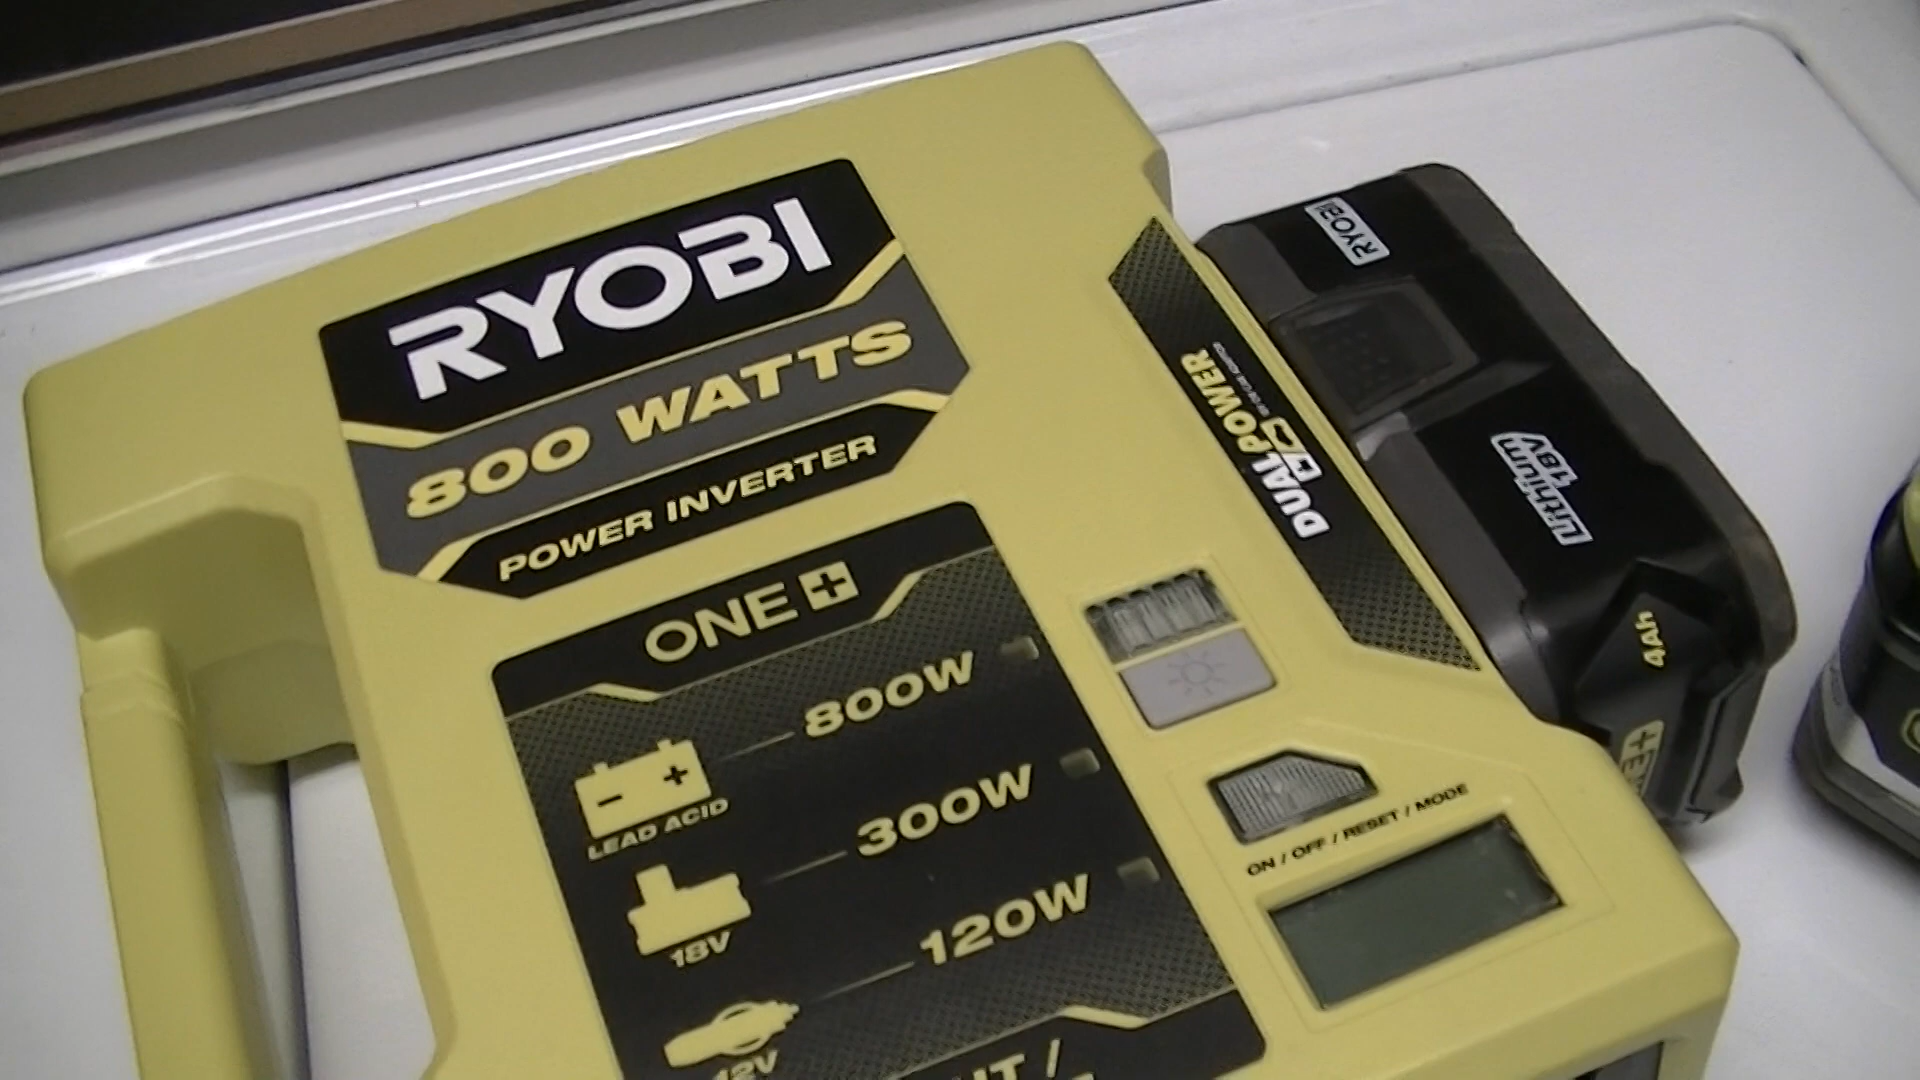 RYOBI
800 WATTS
POWER INVERTER
ONE+
800W
LEAD ACID
300W
18V
120W
12V
DUAL POWER
ON / OFF / RESET / MODE
RYOBI
Lithium
18V
4Ah